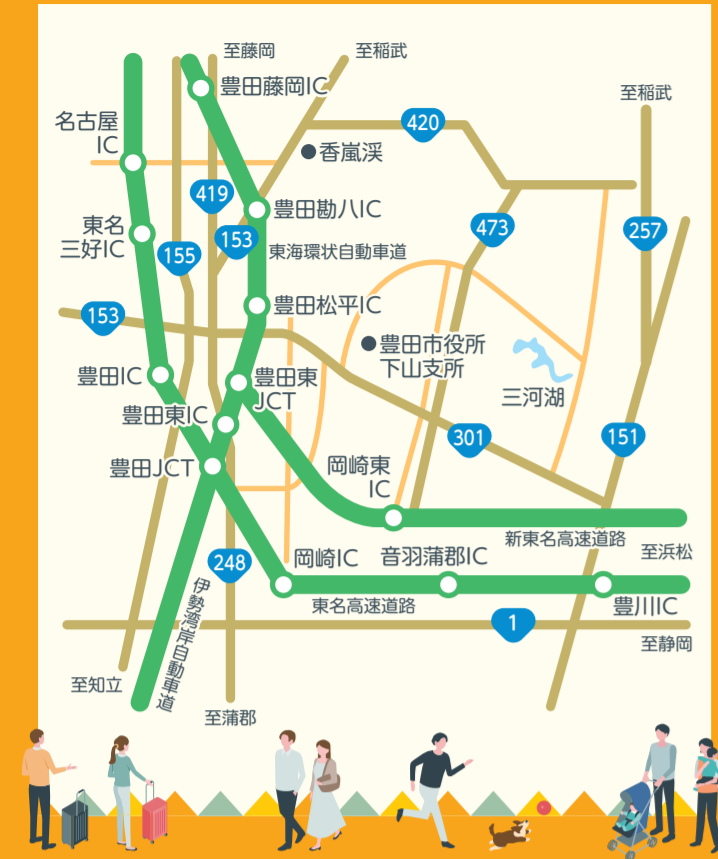 至藤岡
至稲武
豊田藤岡IC
至稲武
名古屋
IC
420
香嵐渓
419
豊田勘八IC
東名
三好IC
155
153
473
257
東海環状自動車道
153
豊田松平IC
豊田市役所
下山支所
豊田IC
豊田東
JCT
三河湖
豊田東IC
301
151
豊田JCT
岡崎東
IC
新東名高速道路
至浜松
248
岡崎IC
音羽蒲郡IC
伊勢湾岸自動車道
東名高速道路
豊川IC
1
至静岡
至知立
至蒲郡